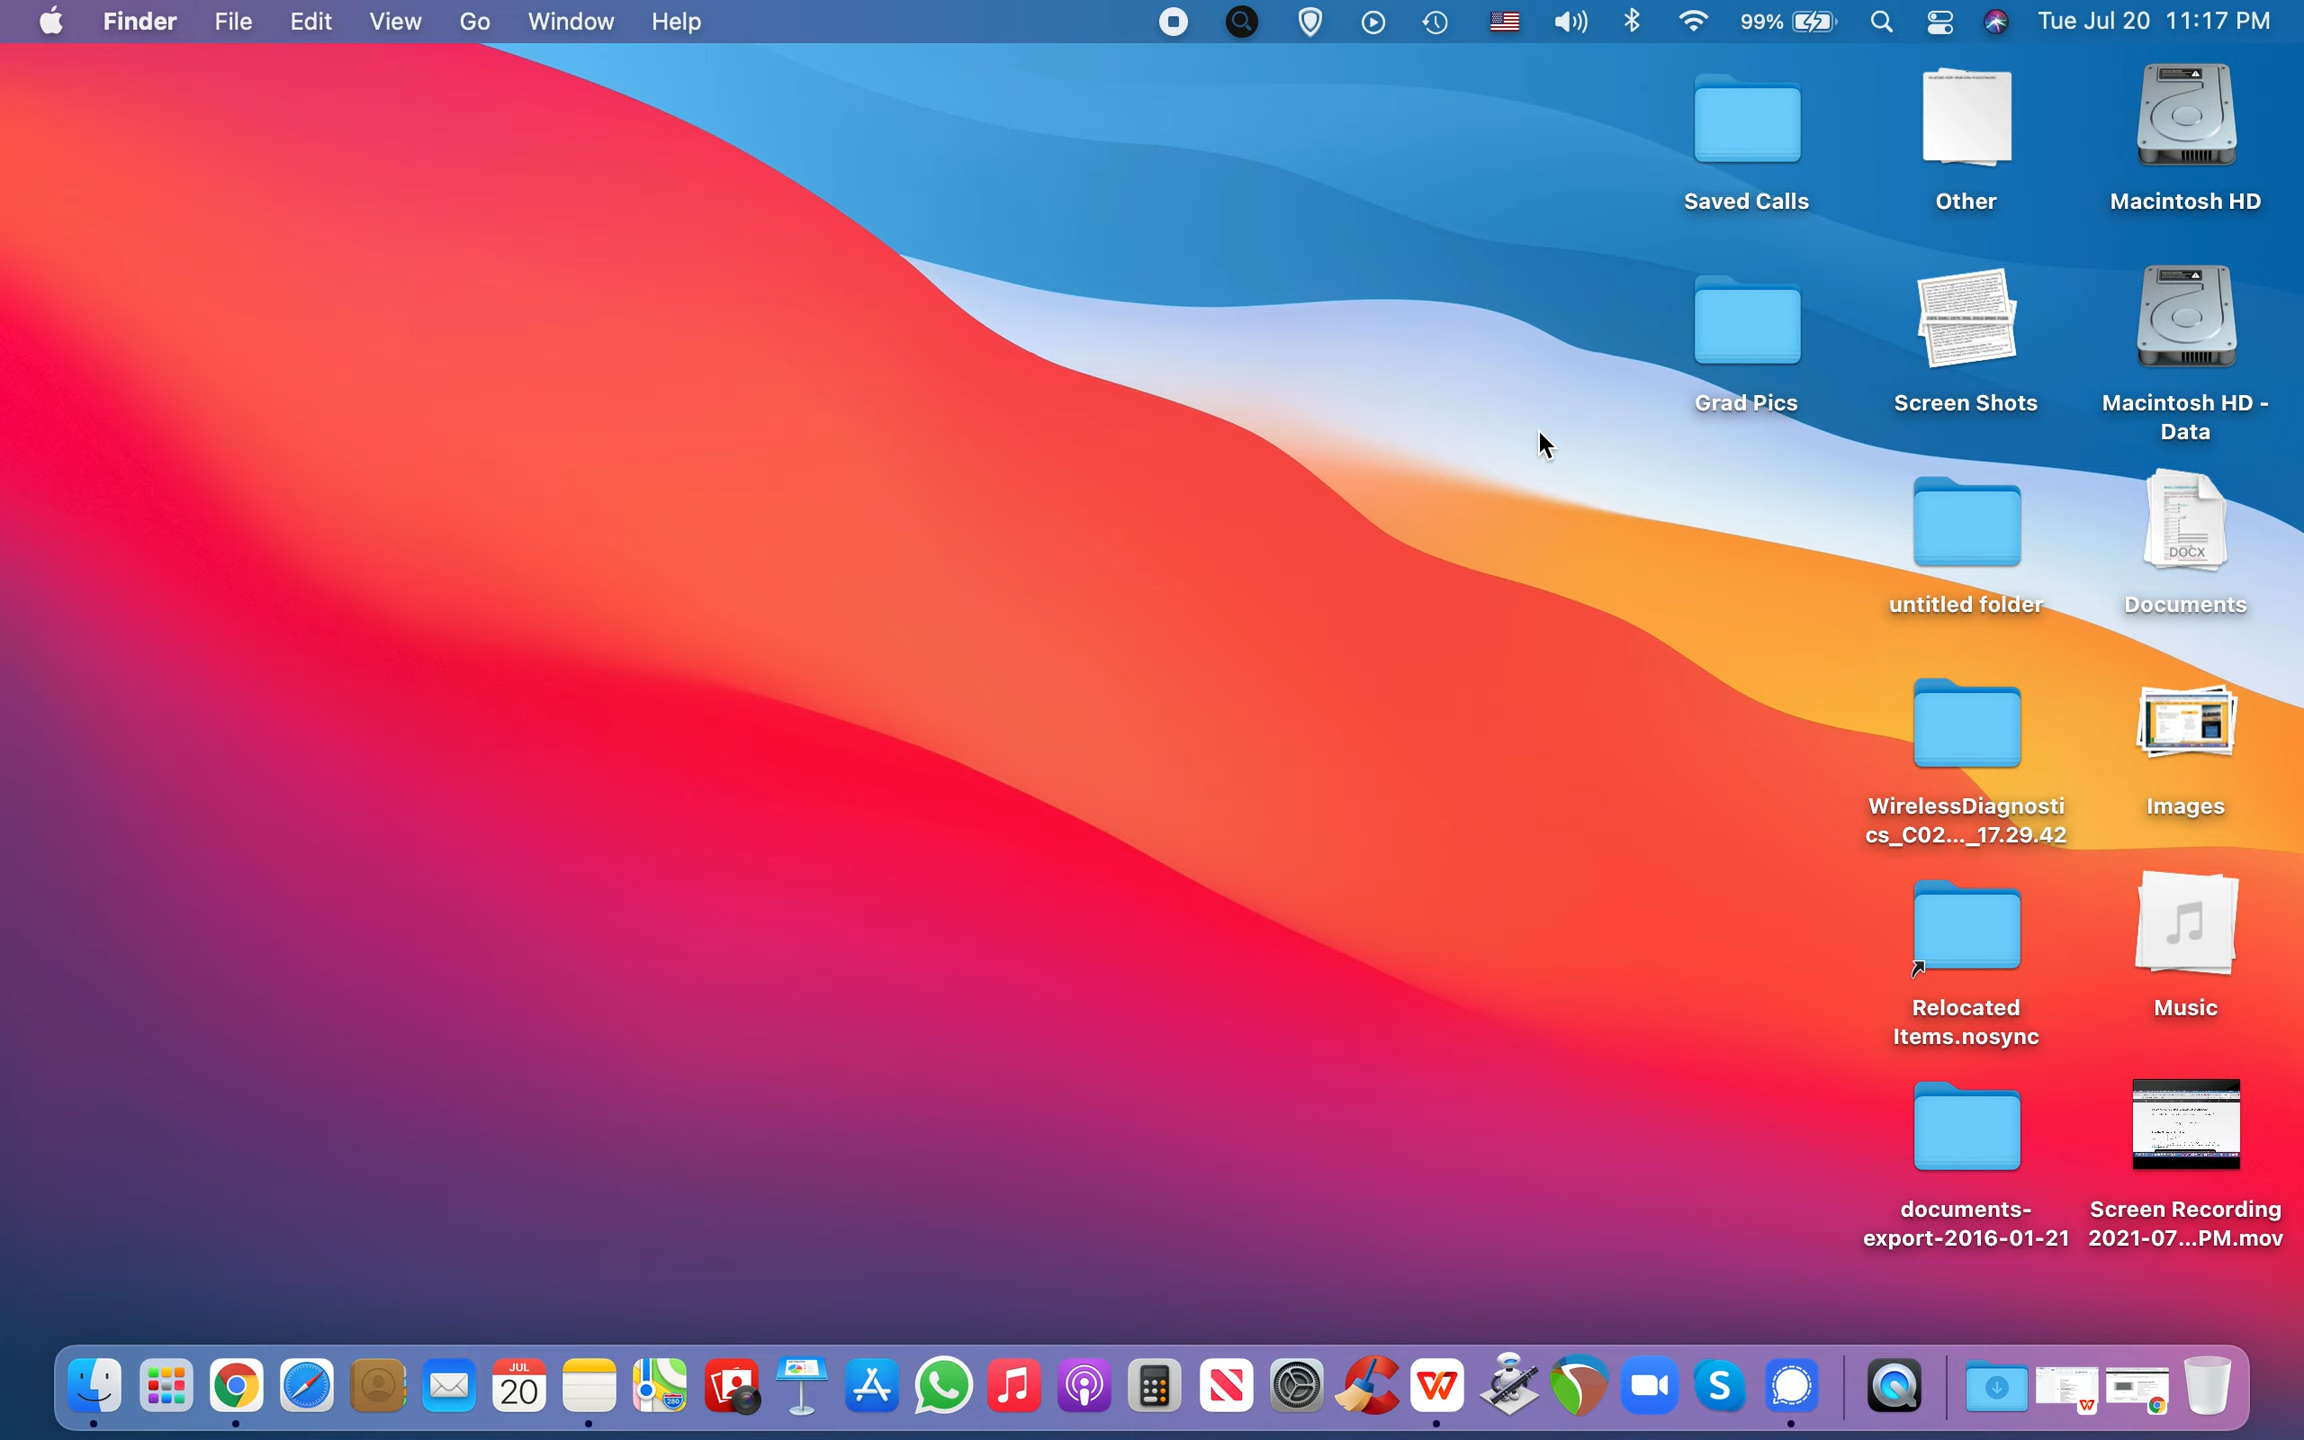 Finder File Edit View Go Window Help 99% Tue Jul 20 11:17 PM
Saved Calls
Other
Macintosh HD
Grad Pics
Screen Shots
Macintosh HD -
Data
untitled folder
DOCX
Documents
WirelessDiagnosti
cs_C02..._17.29.42
Images
Relocated
Items.nosync
Music
documents-
export-2016-01-21
Screen Recording
2021-07...PM.mov
JUL
20
280